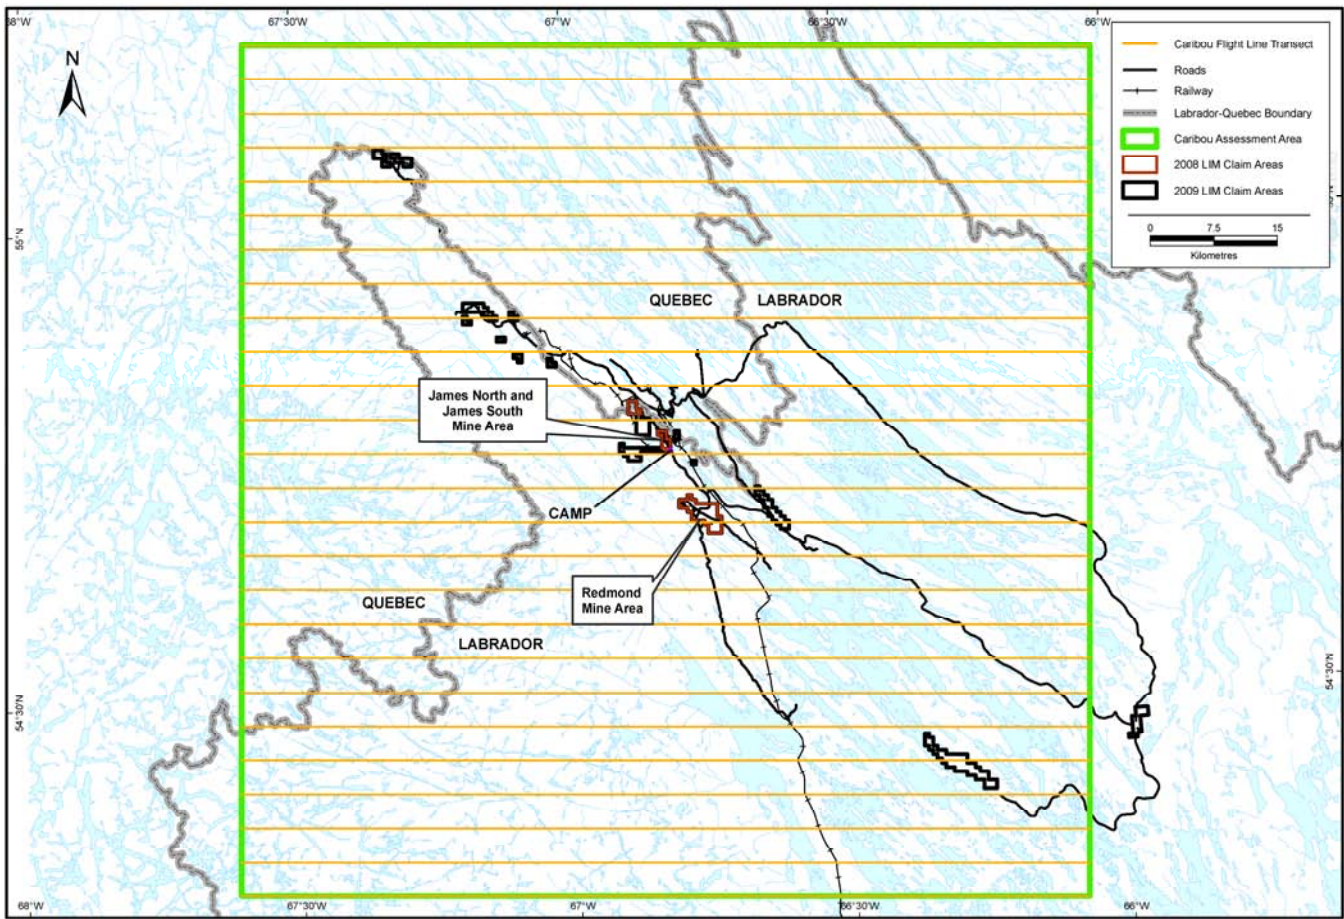 68°W
67°30'W
67°W
66°30'W
66°W
N
Caribou Flight Line Transect
Roads
Railway
Labrador-Quebec Boundary
Caribou Assessment Area
2008 LIM Claim Areas
2009 LIM Claim Areas
0 7.5 15
Kilometres
55°N
QUEBEC LABRADOR
James North and
James South
Mine Area
CAMP
Redmond
Mine Area
QUEBEC
LABRADOR
54°30'N
54°30'N
68°W
67°30'W
67°W
66°30'W
66°W